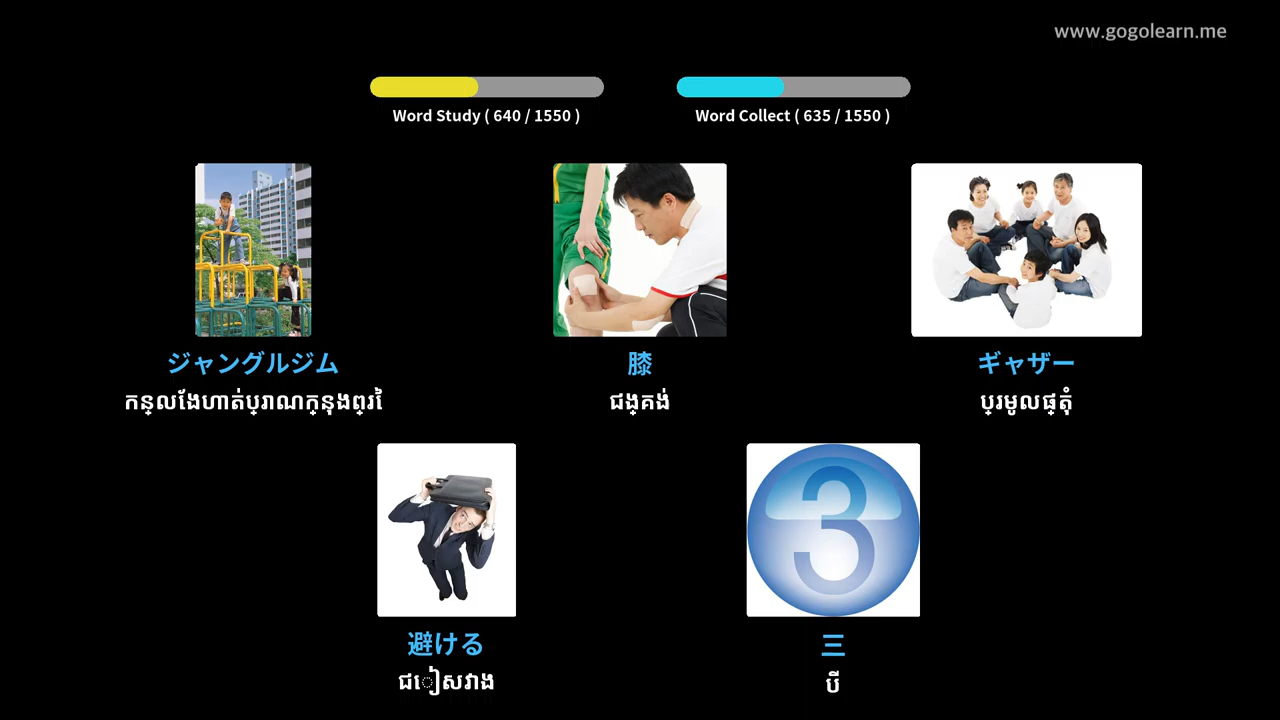 www.gogolearn.me
Word Study ( 640 / 1550 )
Word Collect ( 635 / 1550 )
ジャングルジム
កន្លងែហាត់ប្រាណក្នុងព្រៃ
膝
ជង្គង់
ギャザー
ប្រមូលផ្តុំ
避ける
ជៀសវាង
三
បី
3